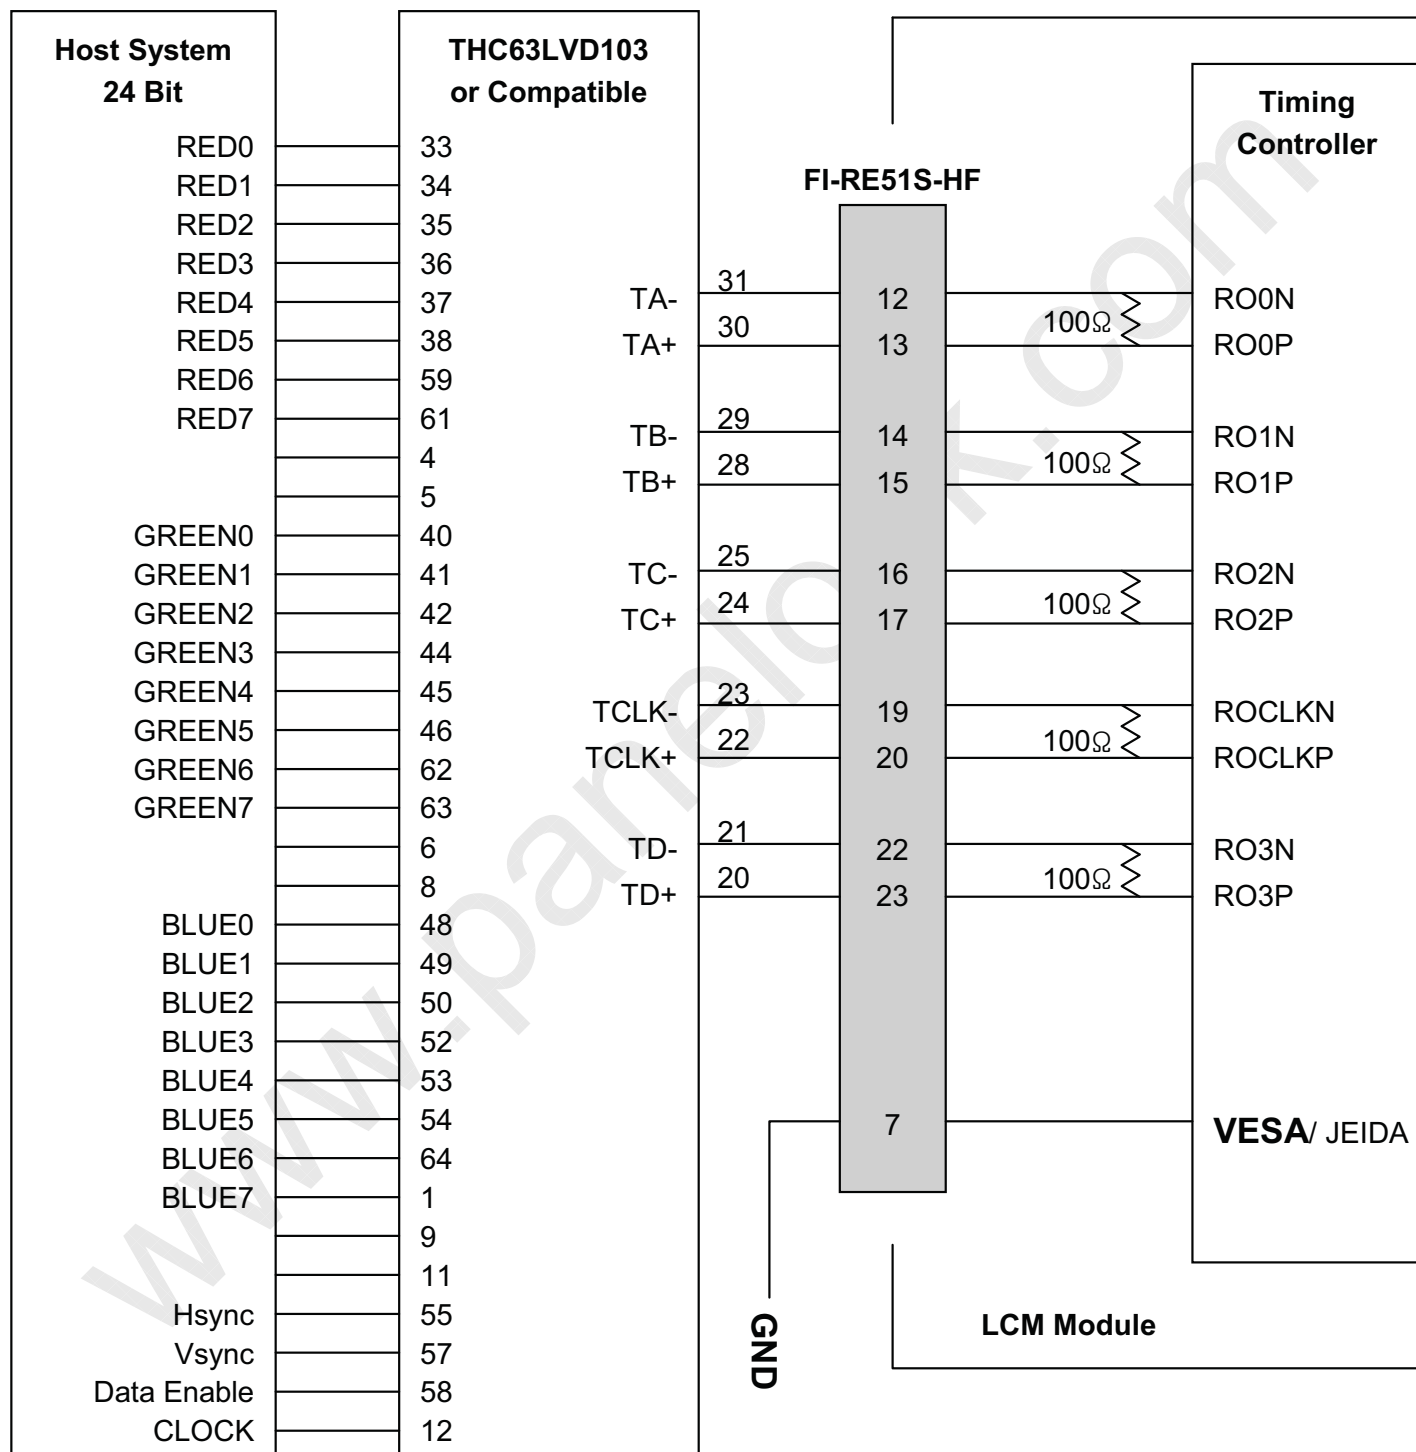 Host System
24 Bit
RED0
RED1
RED2
RED3
RED4
RED5
RED6
RED7
GREEN0
GREEN1
GREEN2
GREEN3
GREEN4
GREEN5
GREEN6
GREEN7
BLUE0
BLUE1
BLUE2
BLUE3
BLUE4
BLUE5
BLUE6
BLUE7
Hsync
Vsync
Data Enable
CLOCK
THC63LVD103
or Compatible
33
34
35
36
37
38
59
61
4
5
40
41
42
44
45
46
62
63
6
8
48
49
50
52
53
54
64
1
9
11
55
57
58
12
TA-
TA+
TB-
TB+
TC-
TC+
TCLK-
TCLK+
TD-
TD+
31
30
29
28
25
24
23
22
21
20
GND
FI-RE51S-HF
12
13
14
15
16
17
19
20
22
23
7
100Ω
100Ω
100Ω
100Ω
100Ω
LCM Module
Timing
Controller
RO0N
RO0P
RO1N
RO1P
RO2N
RO2P
ROCLKN
ROCLKP
RO3N
RO3P
VESA/ JEIDA